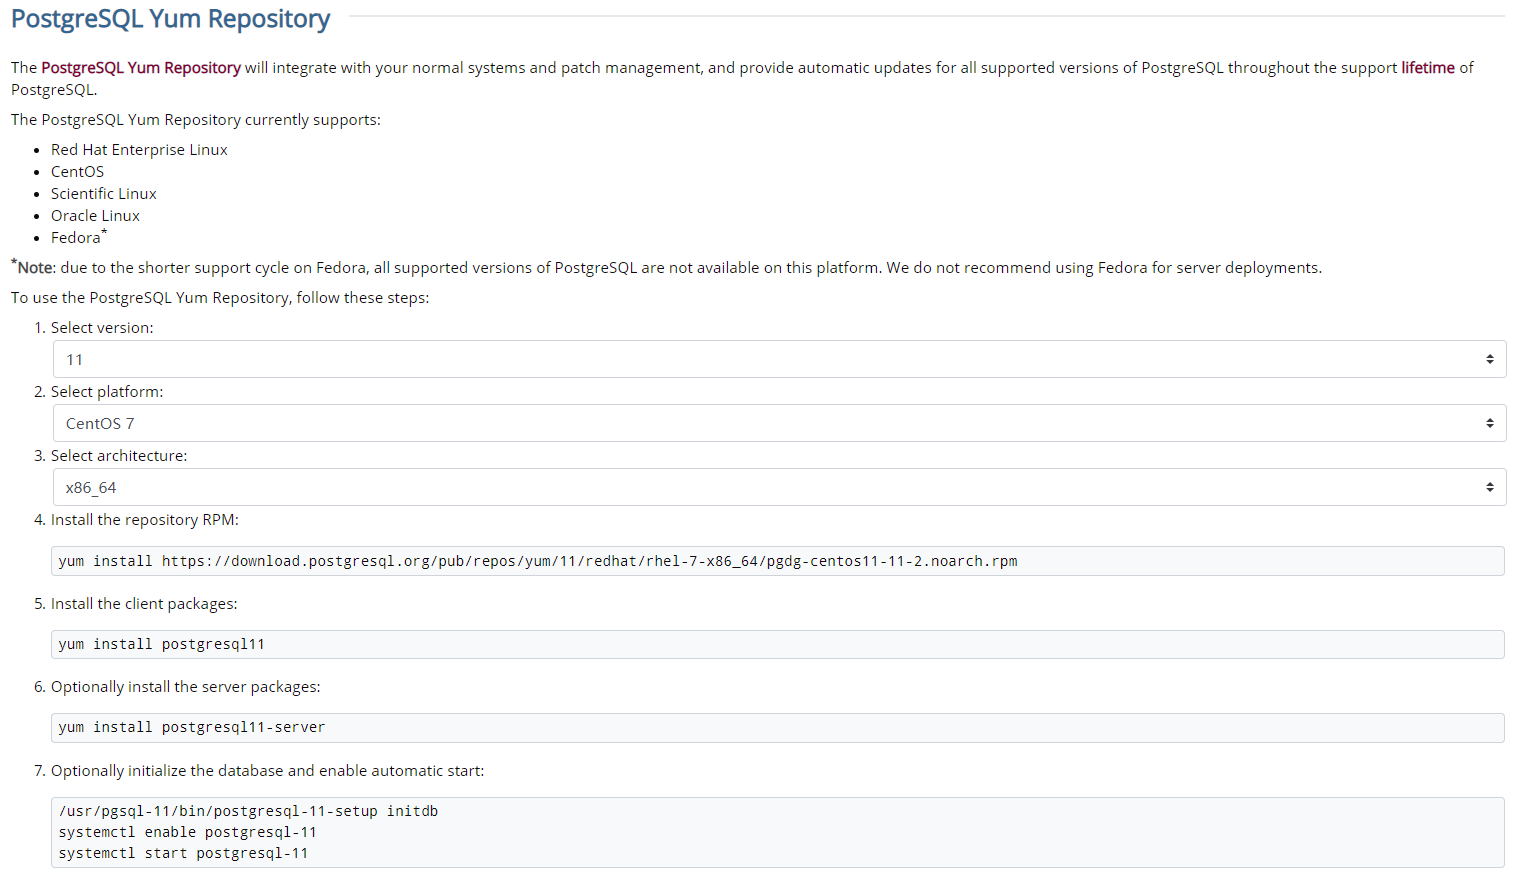 PostgreSQL Yum Repository
The PostgreSQL Yum Repository will integrate with your normal systems and patch management, and provide automatic updates for all supported versions of PostgreSQL throughout the support lifetime of
PostgreSQL.
The PostgreSQL Yum Repository currently supports:
• Red Hat Enterprise Linux
• CentOS
• Scientific Linux
• Oracle Linux
• Fedora*
*Note: due to the shorter support cycle on Fedora, all supported versions of PostgreSQL are not available on this platform. We do not recommend using Fedora for server deployments.
To use the PostgreSQL Yum Repository, follow these steps:
1. Select version:
11
2. Select platform:
CentOS 7
3. Select architecture:
x86_64
4. Install the repository RPM:
yum install https://download.postgresql.org/pub/repos/yum/11/redhat/rhel-7-x86_64/pgdg-centos11-11-2.noarch.rpm
5. Install the client packages:
yum install postgresql11
6. Optionally install the server packages:
yum install postgresql11-server
7. Optionally initialize the database and enable automatic start:
/usr/pgsql-11/bin/postgresql-11-setup initdb
systemctl enable postgresql-11
systemctl start postgresql-11